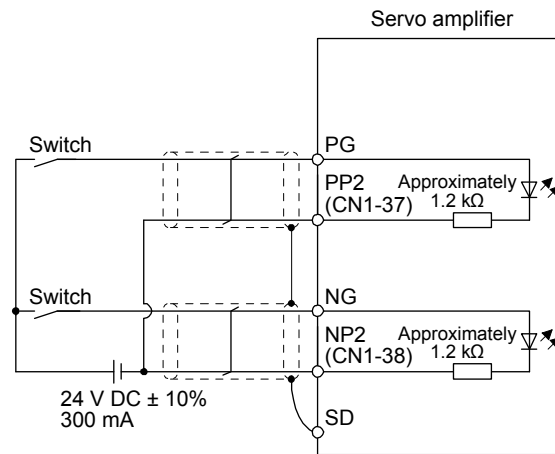 Servo amplifier
Switch
PG
PP2
(CN1-37)
Approximately
1.2 kΩ
Switch
NG
NP2
(CN1-38)
Approximately
1.2 kΩ
24 V DC ± 10%
300 mA
SD